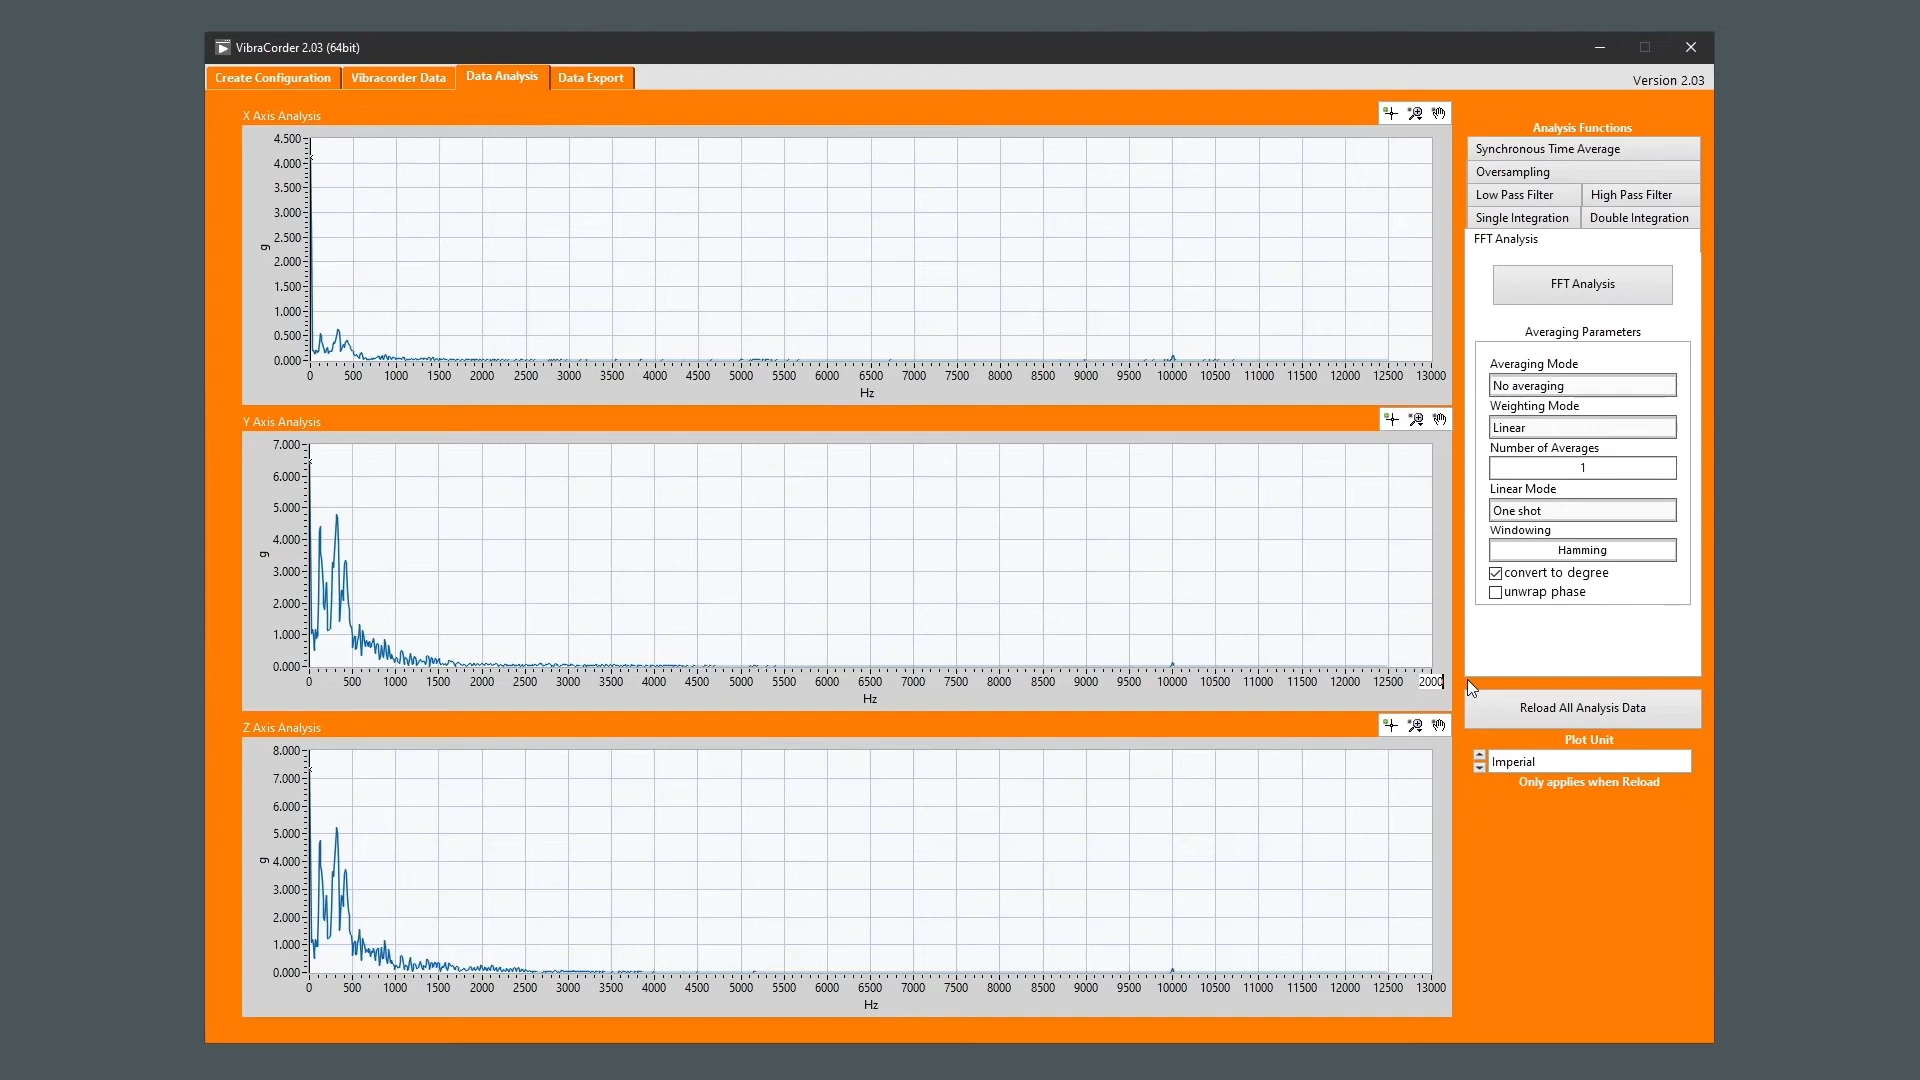 VibraCorder 2.03 (64bit)
Create Configuration Vibracorder Data Data Analysis Data Export
Version 2.03
X Axis Analysis
4.500
4.000
3.500
3.000
2.500
2.000
1.500
1.000
0.500
0.000
g
0 500 1000 1500 2000 2500 3000 3500 4000 4500 5000 5500 6000 6500 7000 7500 8000 8500 9000 9500 10000 10500 11000 11500 12000 12500 13000
Hz
Y Axis Analysis
7.000
6.000
5.000
4.000
3.000
2.000
1.000
0.000
g
0 500 1000 1500 2000 2500 3000 3500 4000 4500 5000 5500 6000 6500 7000 7500 8000 8500 9000 9500 10000 10500 11000 11500 12000 12500 2000
Hz
Z Axis Analysis
8.000
7.000
6.000
5.000
4.000
3.000
2.000
1.000
0.000
g
0 500 1000 1500 2000 2500 3000 3500 4000 4500 5000 5500 6000 6500 7000 7500 8000 8500 9000 9500 10000 10500 11000 11500 12000 12500 13000
Hz
Analysis Functions
Synchronous Time Average
Oversampling
Low Pass Filter High Pass Filter
Single Integration Double Integration
FFT Analysis
FFT Analysis
Averaging Parameters
Averaging Mode
No averaging
Weighting Mode
Linear
Number of Averages
1
Linear Mode
One shot
Windowing
Hamming
convert to degree
unwrap phase
Reload All Analysis Data
Plot Unit
Imperial
Only applies when Reload